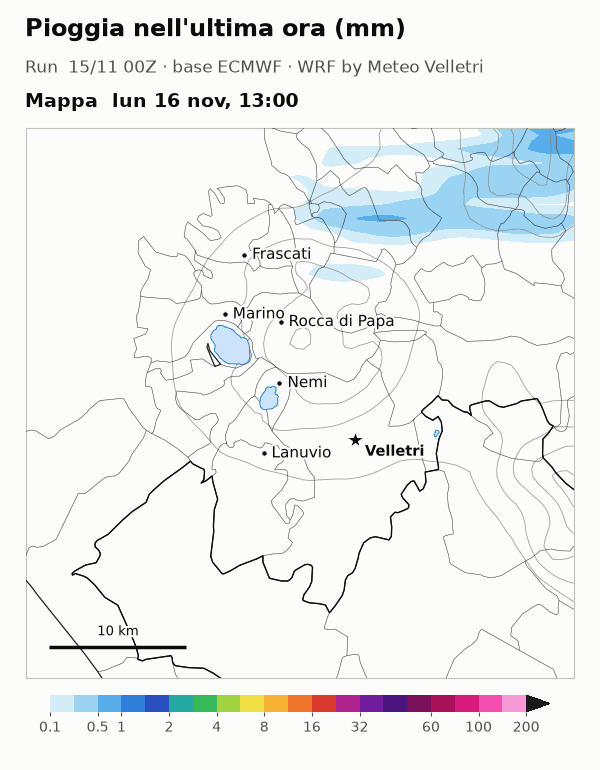 Pioggia nell'ultima ora (mm)
Run  15/11 00Z · base ECMWF · WRF by Meteo Velletri
Mappa  lun 16 nov, 13:00
Frascati
Marino
Rocca di Papa
Nemi
Velletri
Lanuvio
10 km
0.1 0.5 1 2 4 8 16 32 60 100 200